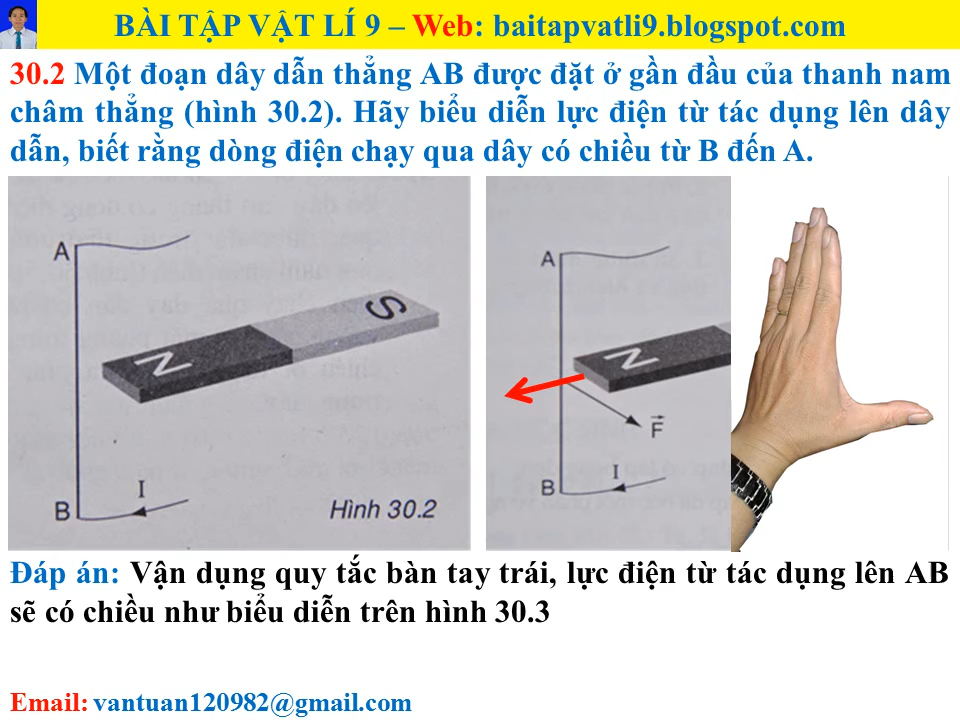 BÀI TẬP VẬT LÍ 9 – Web: baitapvatli9.blogspot.com
30.2 Một đoạn dây dẫn thẳng AB được đặt ở gần đầu của thanh nam
châm thẳng (hình 30.2). Hãy biểu diễn lực điện từ tác dụng lên dây
dẫn, biết rằng dòng điện chạy qua dây có chiều từ B đến A.
A
S
N
I
B
Hình 30.2
A
N
F
I
B
Đáp án: Vận dụng quy tắc bàn tay trái, lực điện từ tác dụng lên AB
sẽ có chiều như biểu diễn trên hình 30.3
Email: vantuan120982@gmail.com